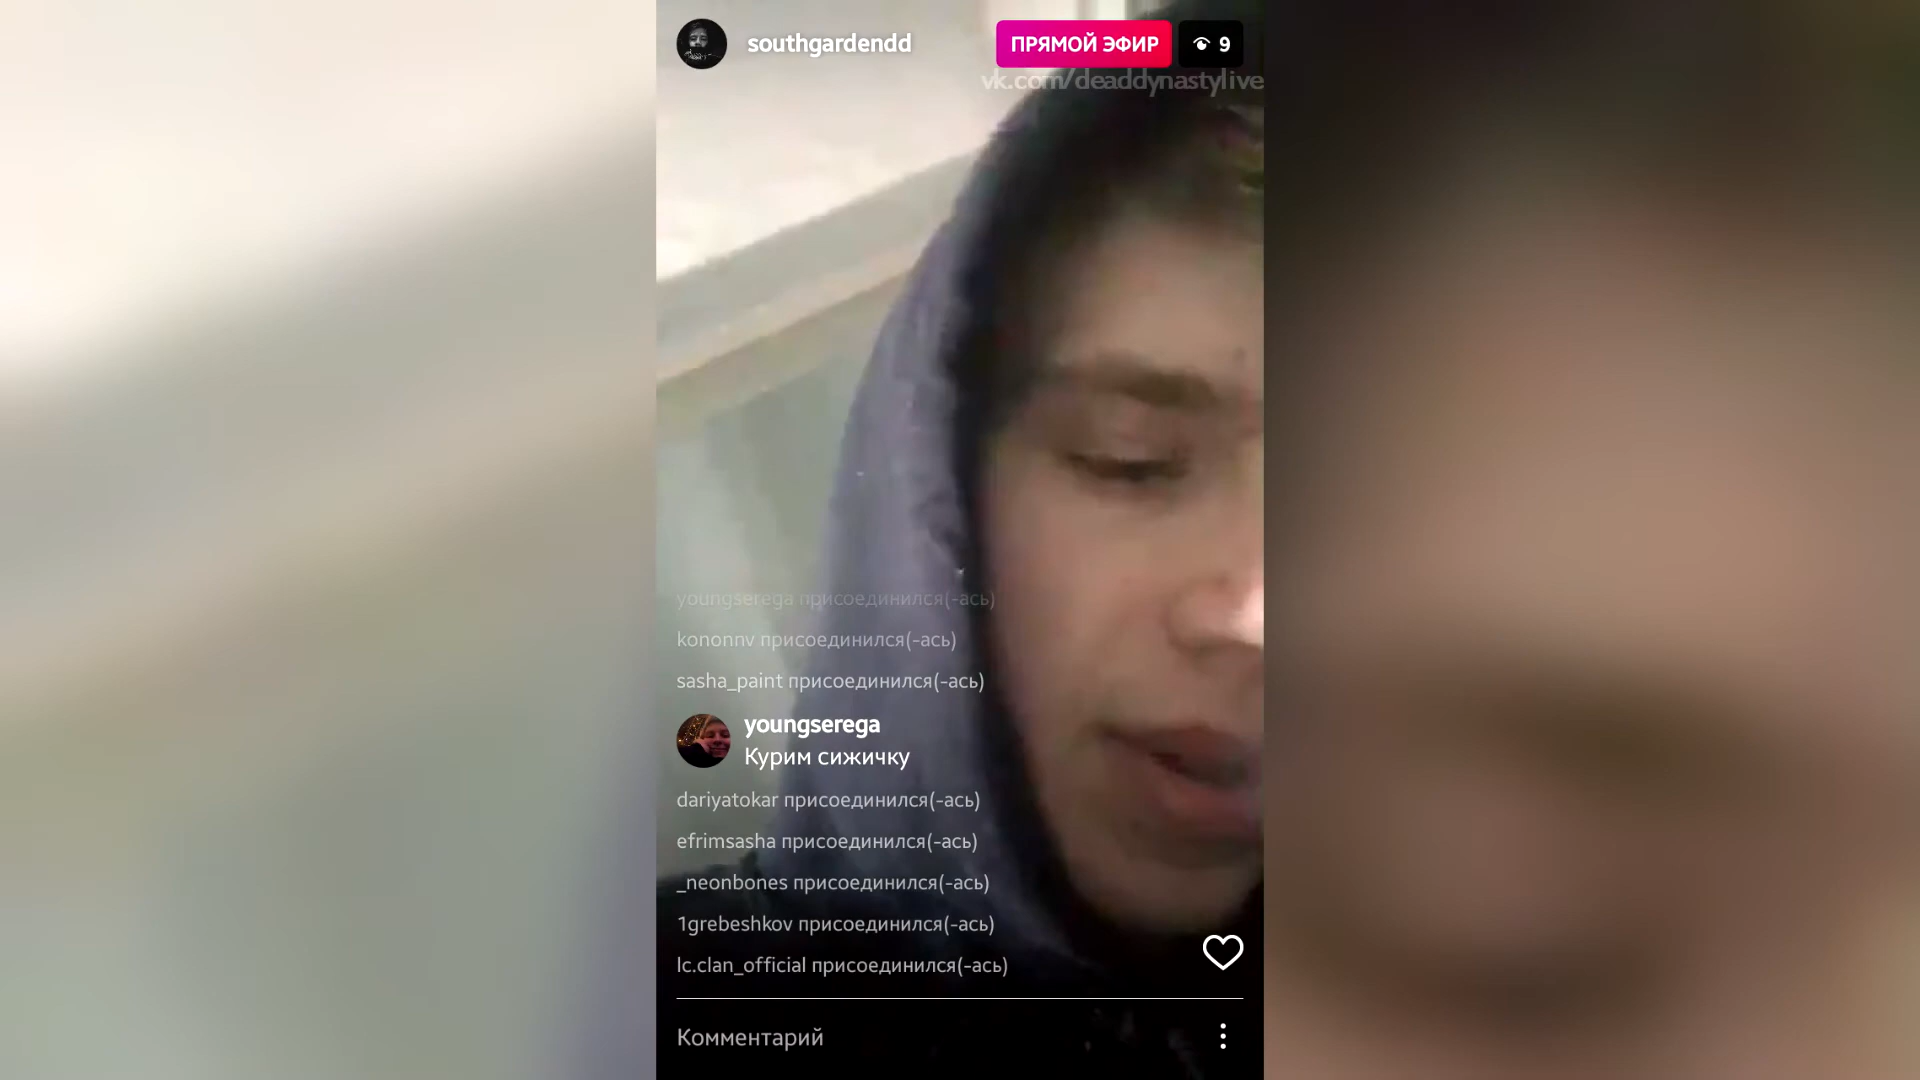 southgardendd
ПРЯМОЙ ЭФИР
9
vk.com/deaddynastylive
youngserega присоединился(-ась)
kononnv присоединился(-ась)
sasha_paint присоединился(-ась)
youngserega
Курим сижичку
dariyatokar присоединился(-ась)
efrimsasha присоединился(-ась)
_neonbones присоединился(-ась)
1grebeshkov присоединился(-ась)
lc.clan_official присоединился(-ась)
Комментарий